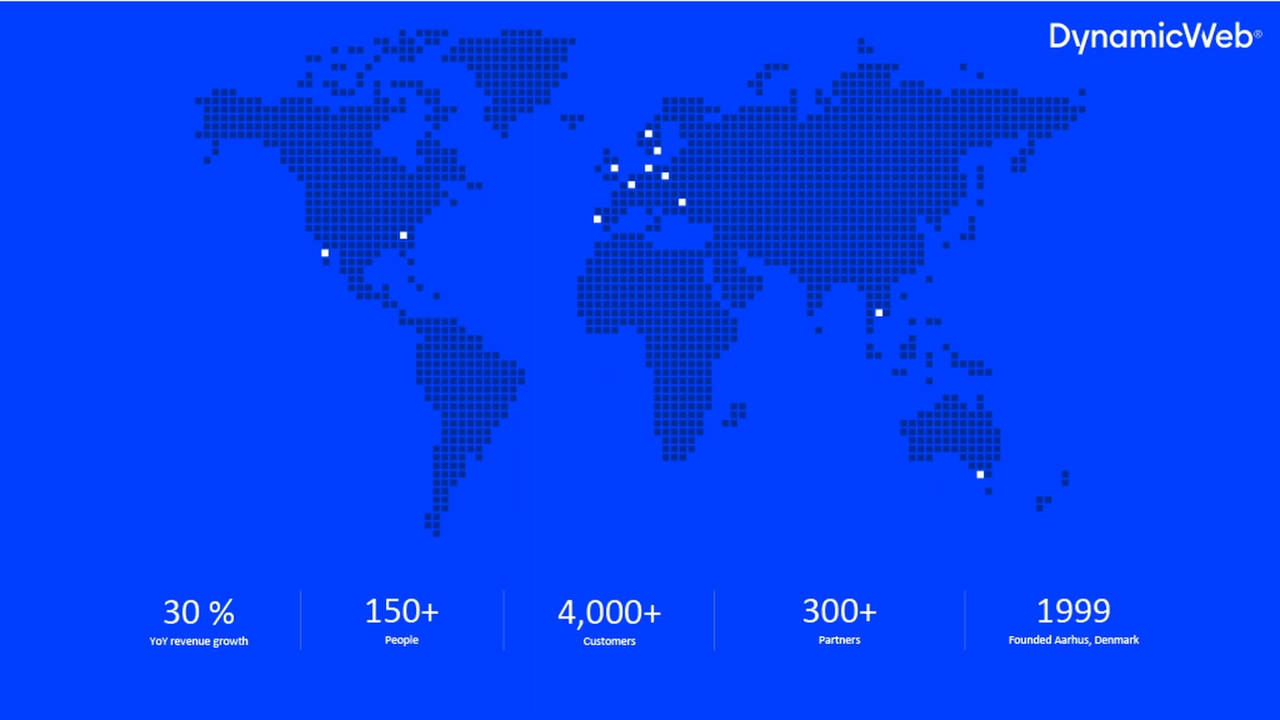 DynamicWeb®
30 %
YoY revenue growth
150+
People
4,000+
Customers
300+
Partners
1999
Founded Aarhus, Denmark